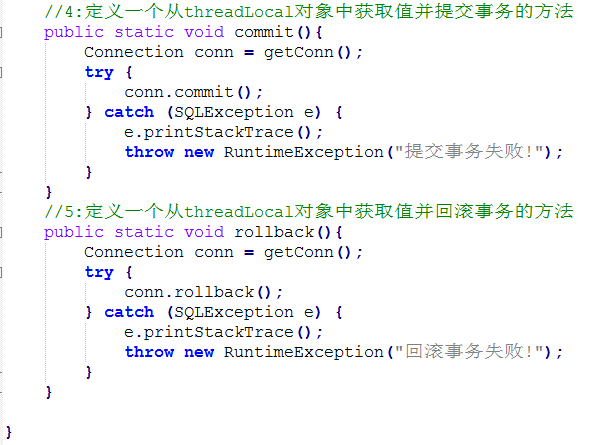 //4:定义一个从threadLocal对象中获取值并提交事务的方法
public static void commit(){
Connection conn = getConn();
try {
conn.commit();
} catch (SQLException e) {
e.printStackTrace();
throw new RuntimeException("提交事务失败!");
}
}
//5:定义一个从threadLocal对象中获取值并回滚事务的方法
public static void rollback(){
Connection conn = getConn();
try {
conn.rollback();
} catch (SQLException e) {
e.printStackTrace();
throw new RuntimeException("回滚事务失败!");
}
}
}